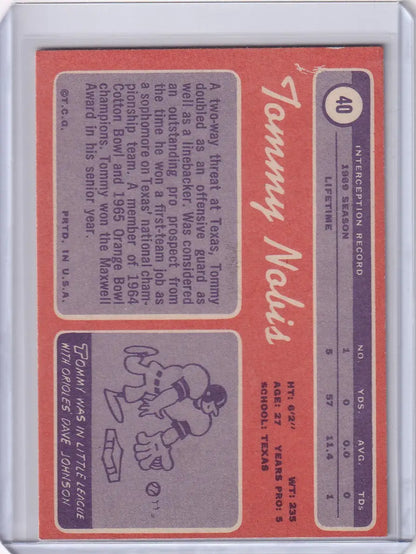 40
INTERCEPTION RECORD NO. YDS. AVG. TDs
1969 SEASON 1 0 0.0 0
LIFETIME 5 57 11.4 1
Tommy Nobis
HT: 6'2" WT: 235
AGE: 27 YEARS PRO: 5
SCHOOL: TEXAS
A two-way threat at Texas, Tommy
doubled as an offensive guard as
well as a linebacker. Was considered
an outstanding pro prospect from
the time he won a first-team job as
a sophomore on Texas' national cham-
pionship team. A member of 1964
Cotton Bowl and 1965 Orange Bowl
champions, Tommy won the Maxwell
Award in his senior year
©T.C.G. PRTD. IN U.S.A.
TOMMY WAS IN LITTLE LEAGUE
WITH ORIOLES DAVE JOHNSON